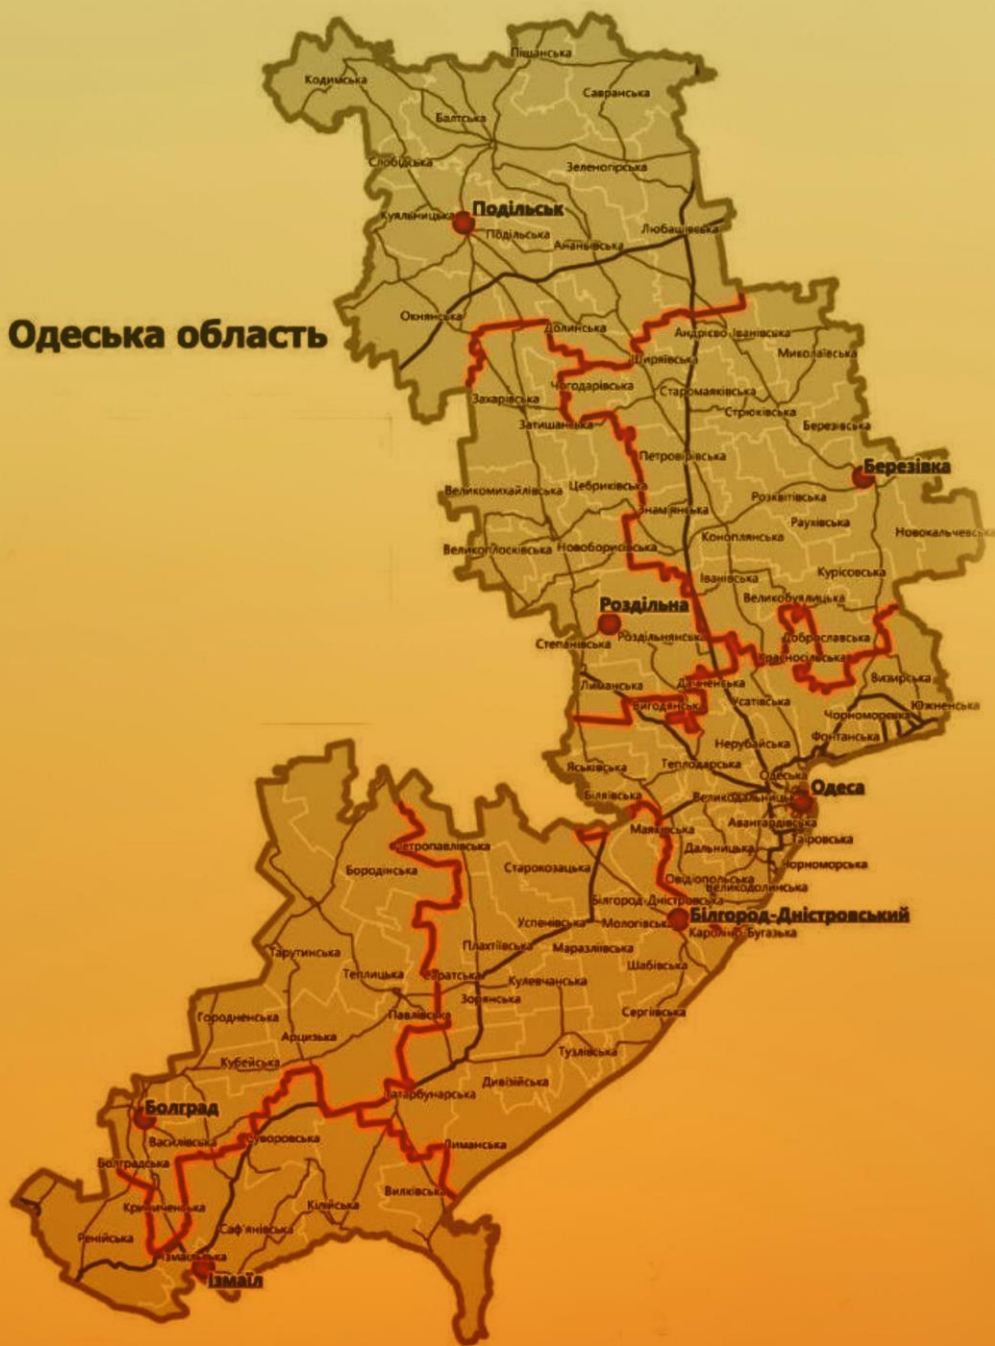 Пішанська
Кодимська
Савранська
Балтська
Слобідська
Зеленогірська
Подільськ
Куяльницька
Подільська
Любашівська
Ананьївська
Одеська область
Окнянська
Долинська
Андрієво-Іванівська
Миколаївська
Ширяївська
Чогодарівська
Захарівська
Старомаяківська
Стрюківська
Затишанська
Березівська
Петровірівська
Березівка
Великомихайлівська
Цебриківська
Розквітівська
Знам'янська
Раухівська
Новокальчевська
Коноплянська
Великоплосківська
Новоборусівська
Іванівська
Курісовська
Великобуялицька
Роздільна
Роздільнянська
Доброславська
Степанівська
Красносільська
Лиманська
Дачненська
Визирська
Вигодянська
Усатівська
Южненська
Чорноморська
Фонтанська
Нерубайська
Яськівська
Теплодарська
Одеська
Біляївська
Великодальницька
Одеса
Маяківська
Авангардівська
Таїровська
Петропавлівська
Дальницька
Бородінська
Старокозацька
Чорноморська
Овідіопольська
Великодолинська
Білгород-Дністровська
Білгород-Дністровський
Успенівська
Мологівська
Кароліно-Бугазька
Плахтіївська
Маразліївська
Тарутинська
Шабівська
Теплицька
Саратська
Кулевчанська
Зорянська
Городненська
Павлівська
Сергіївська
Арцизька
Тузлівська
Кубейська
Дивізійська
Татарбунарська
Болград
Василівська
Суворовська
Лиманська
Болградська
Вилківська
Криничненська
Кілійська
Саф'янівська
Ренійська
Ізмаїльська
Ізмаїл